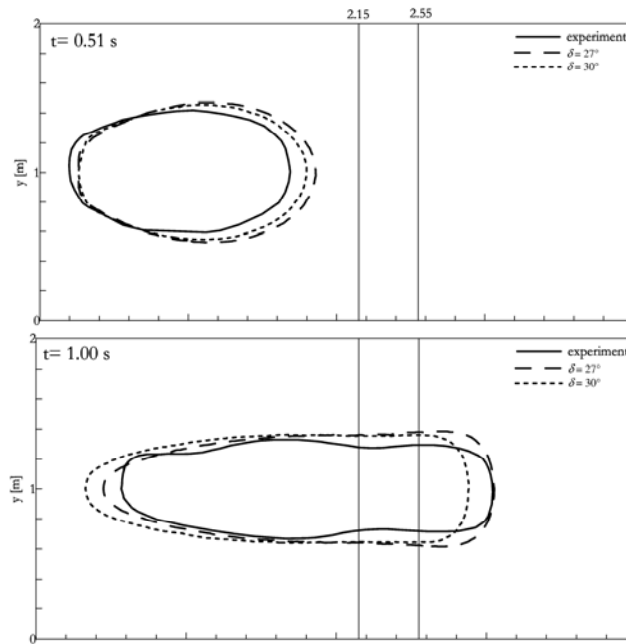 2.15 2.55
2
t= 0.51 s
experiment
δ= 27°
δ= 30°
y [m]
1
0
2
t= 1.00 s
experiment
δ= 27°
δ= 30°
y [m]
1
0